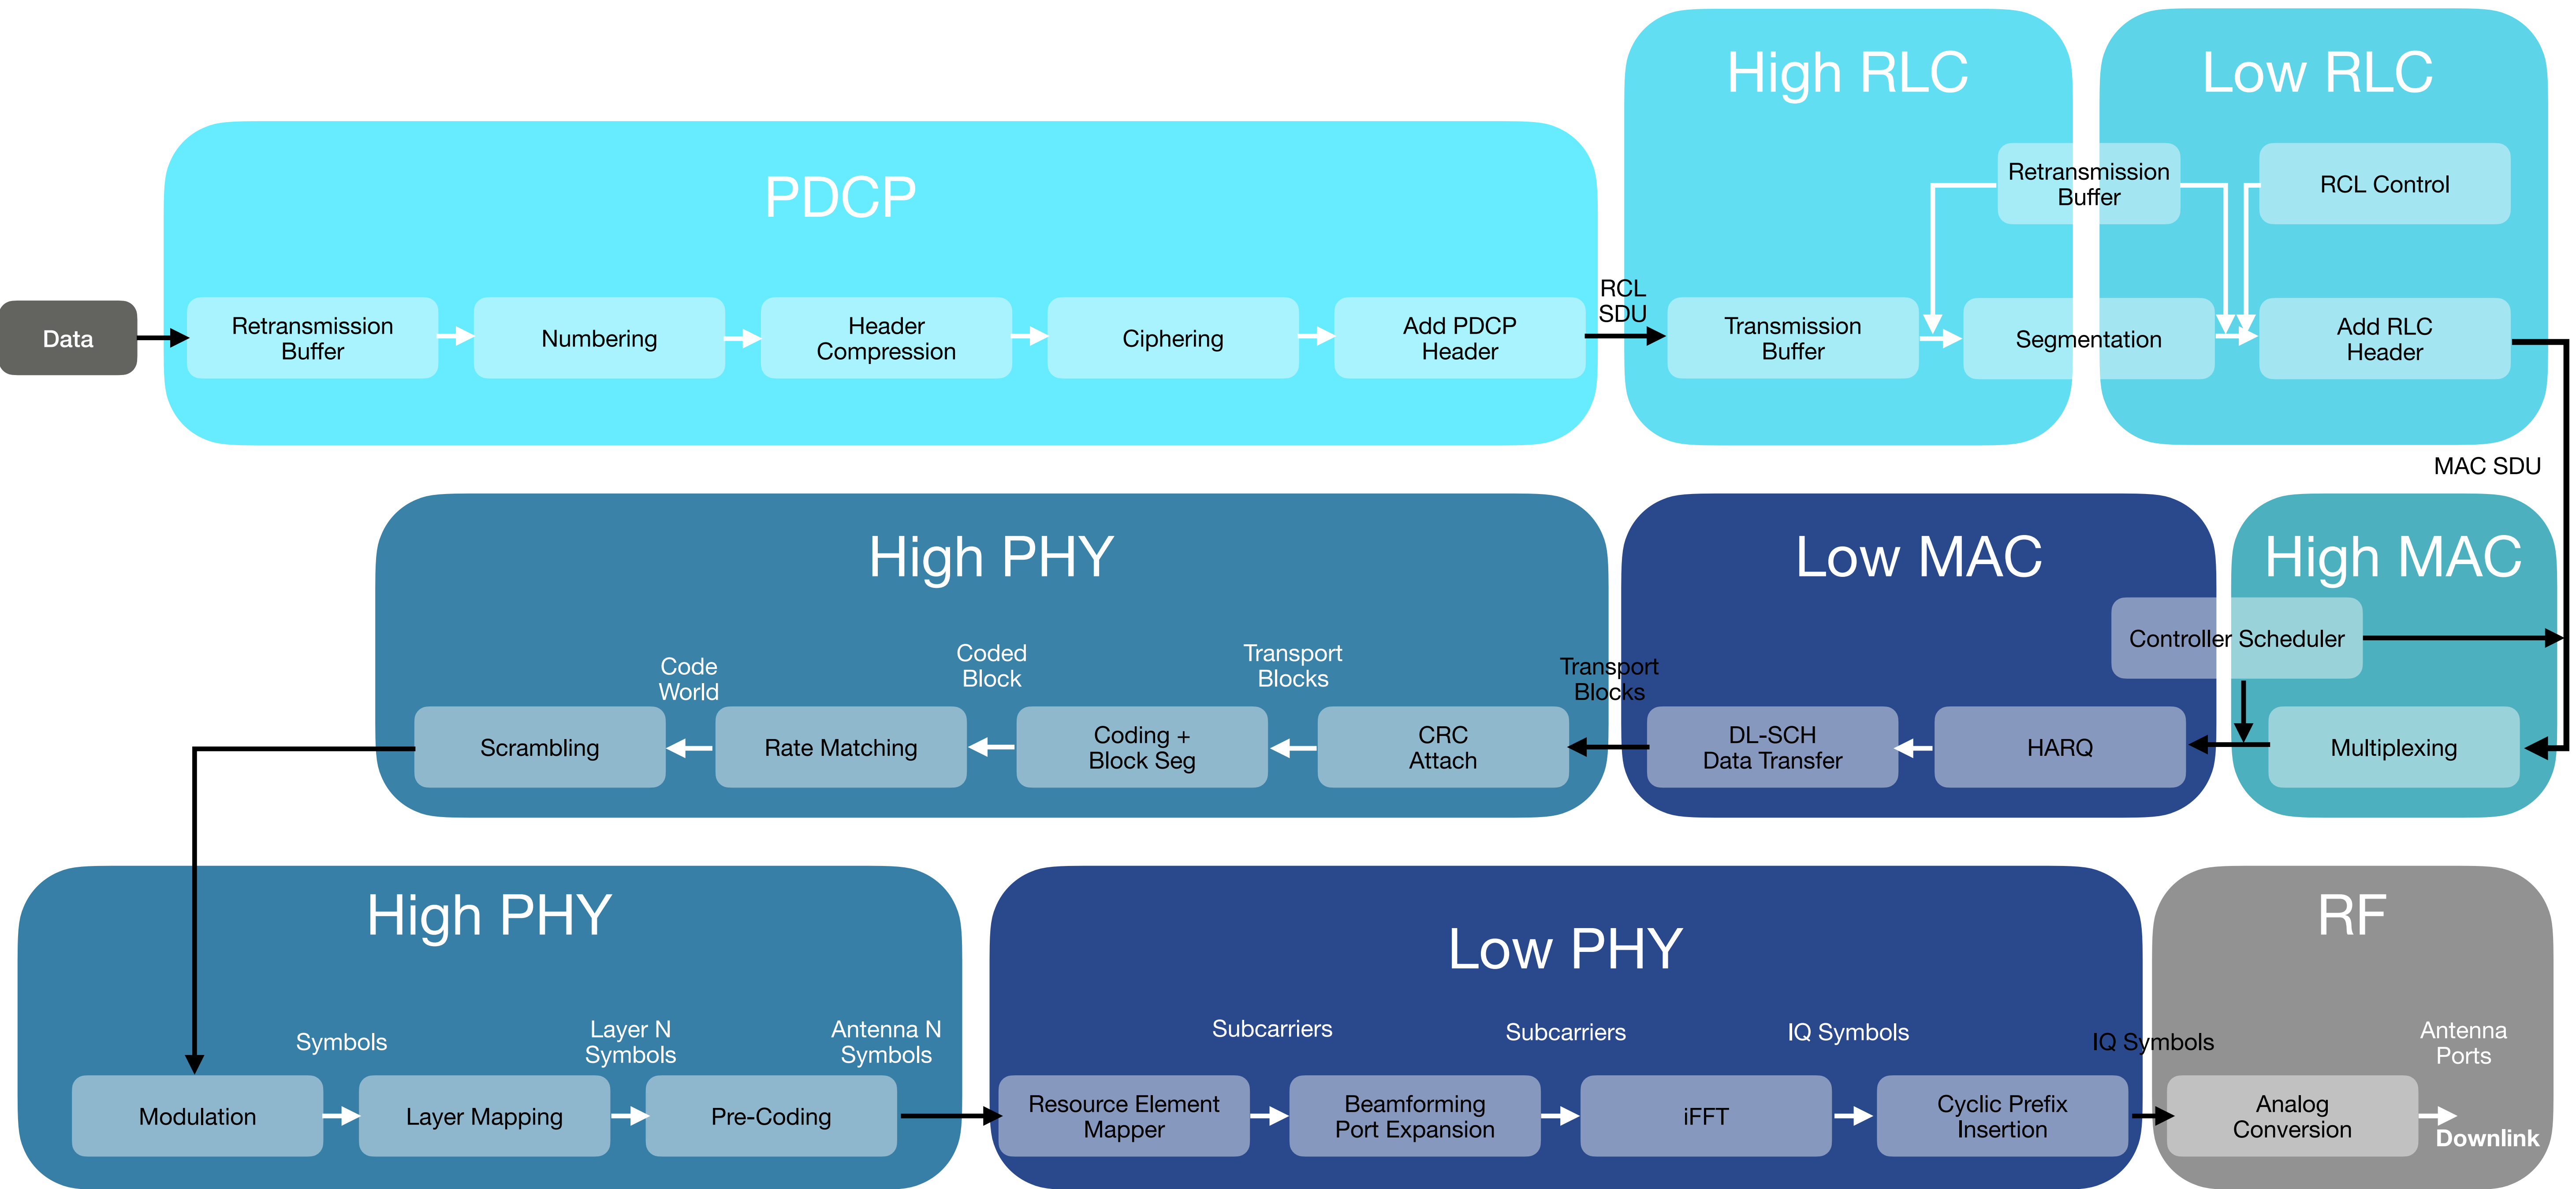 High RLC
Low RLC
PDCP
Retransmission
Buffer
RCL Control
Data
Retransmission
Buffer
Numbering
Header
Compression
Ciphering
Add PDCP
Header
RCL
SDU
Transmission
Buffer
Segmentation
Add RLC
Header
MAC SDU
High PHY
Low MAC
High MAC
Controller Scheduler
Code
World
Coded
Block
Transport
Blocks
Transport
Blocks
Scrambling
Rate Matching
Coding +
Block Seg
CRC
Attach
DL-SCH
Data Transfer
HARQ
Multiplexing
High PHY
Low PHY
RF
Symbols
Layer N
Symbols
Antenna N
Symbols
Subcarriers
Subcarriers
IQ Symbols
IQ Symbols
Antenna
Ports
Modulation
Layer Mapping
Pre-Coding
Resource Element
Mapper
Beamforming
Port Expansion
iFFT
Cyclic Prefix
Insertion
Analog
Conversion
Downlink